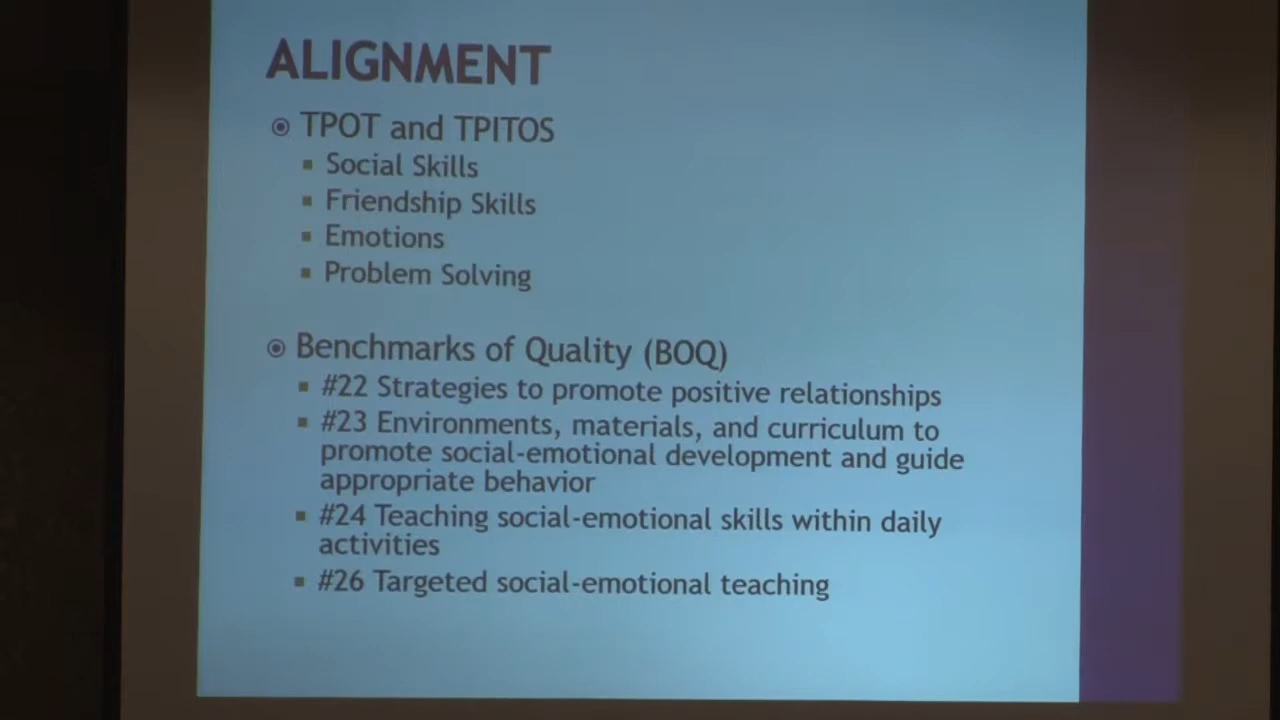 ALIGNMENT
TPOT and TPITOS
Social Skills
Friendship Skills
Emotions
Problem Solving
Benchmarks of Quality (BOQ)
#22 Strategies to promote positive relationships
#23 Environments, materials, and curriculum to
promote social-emotional development and guide
appropriate behavior
#24 Teaching social-emotional skills within daily
activities
#26 Targeted social-emotional teaching